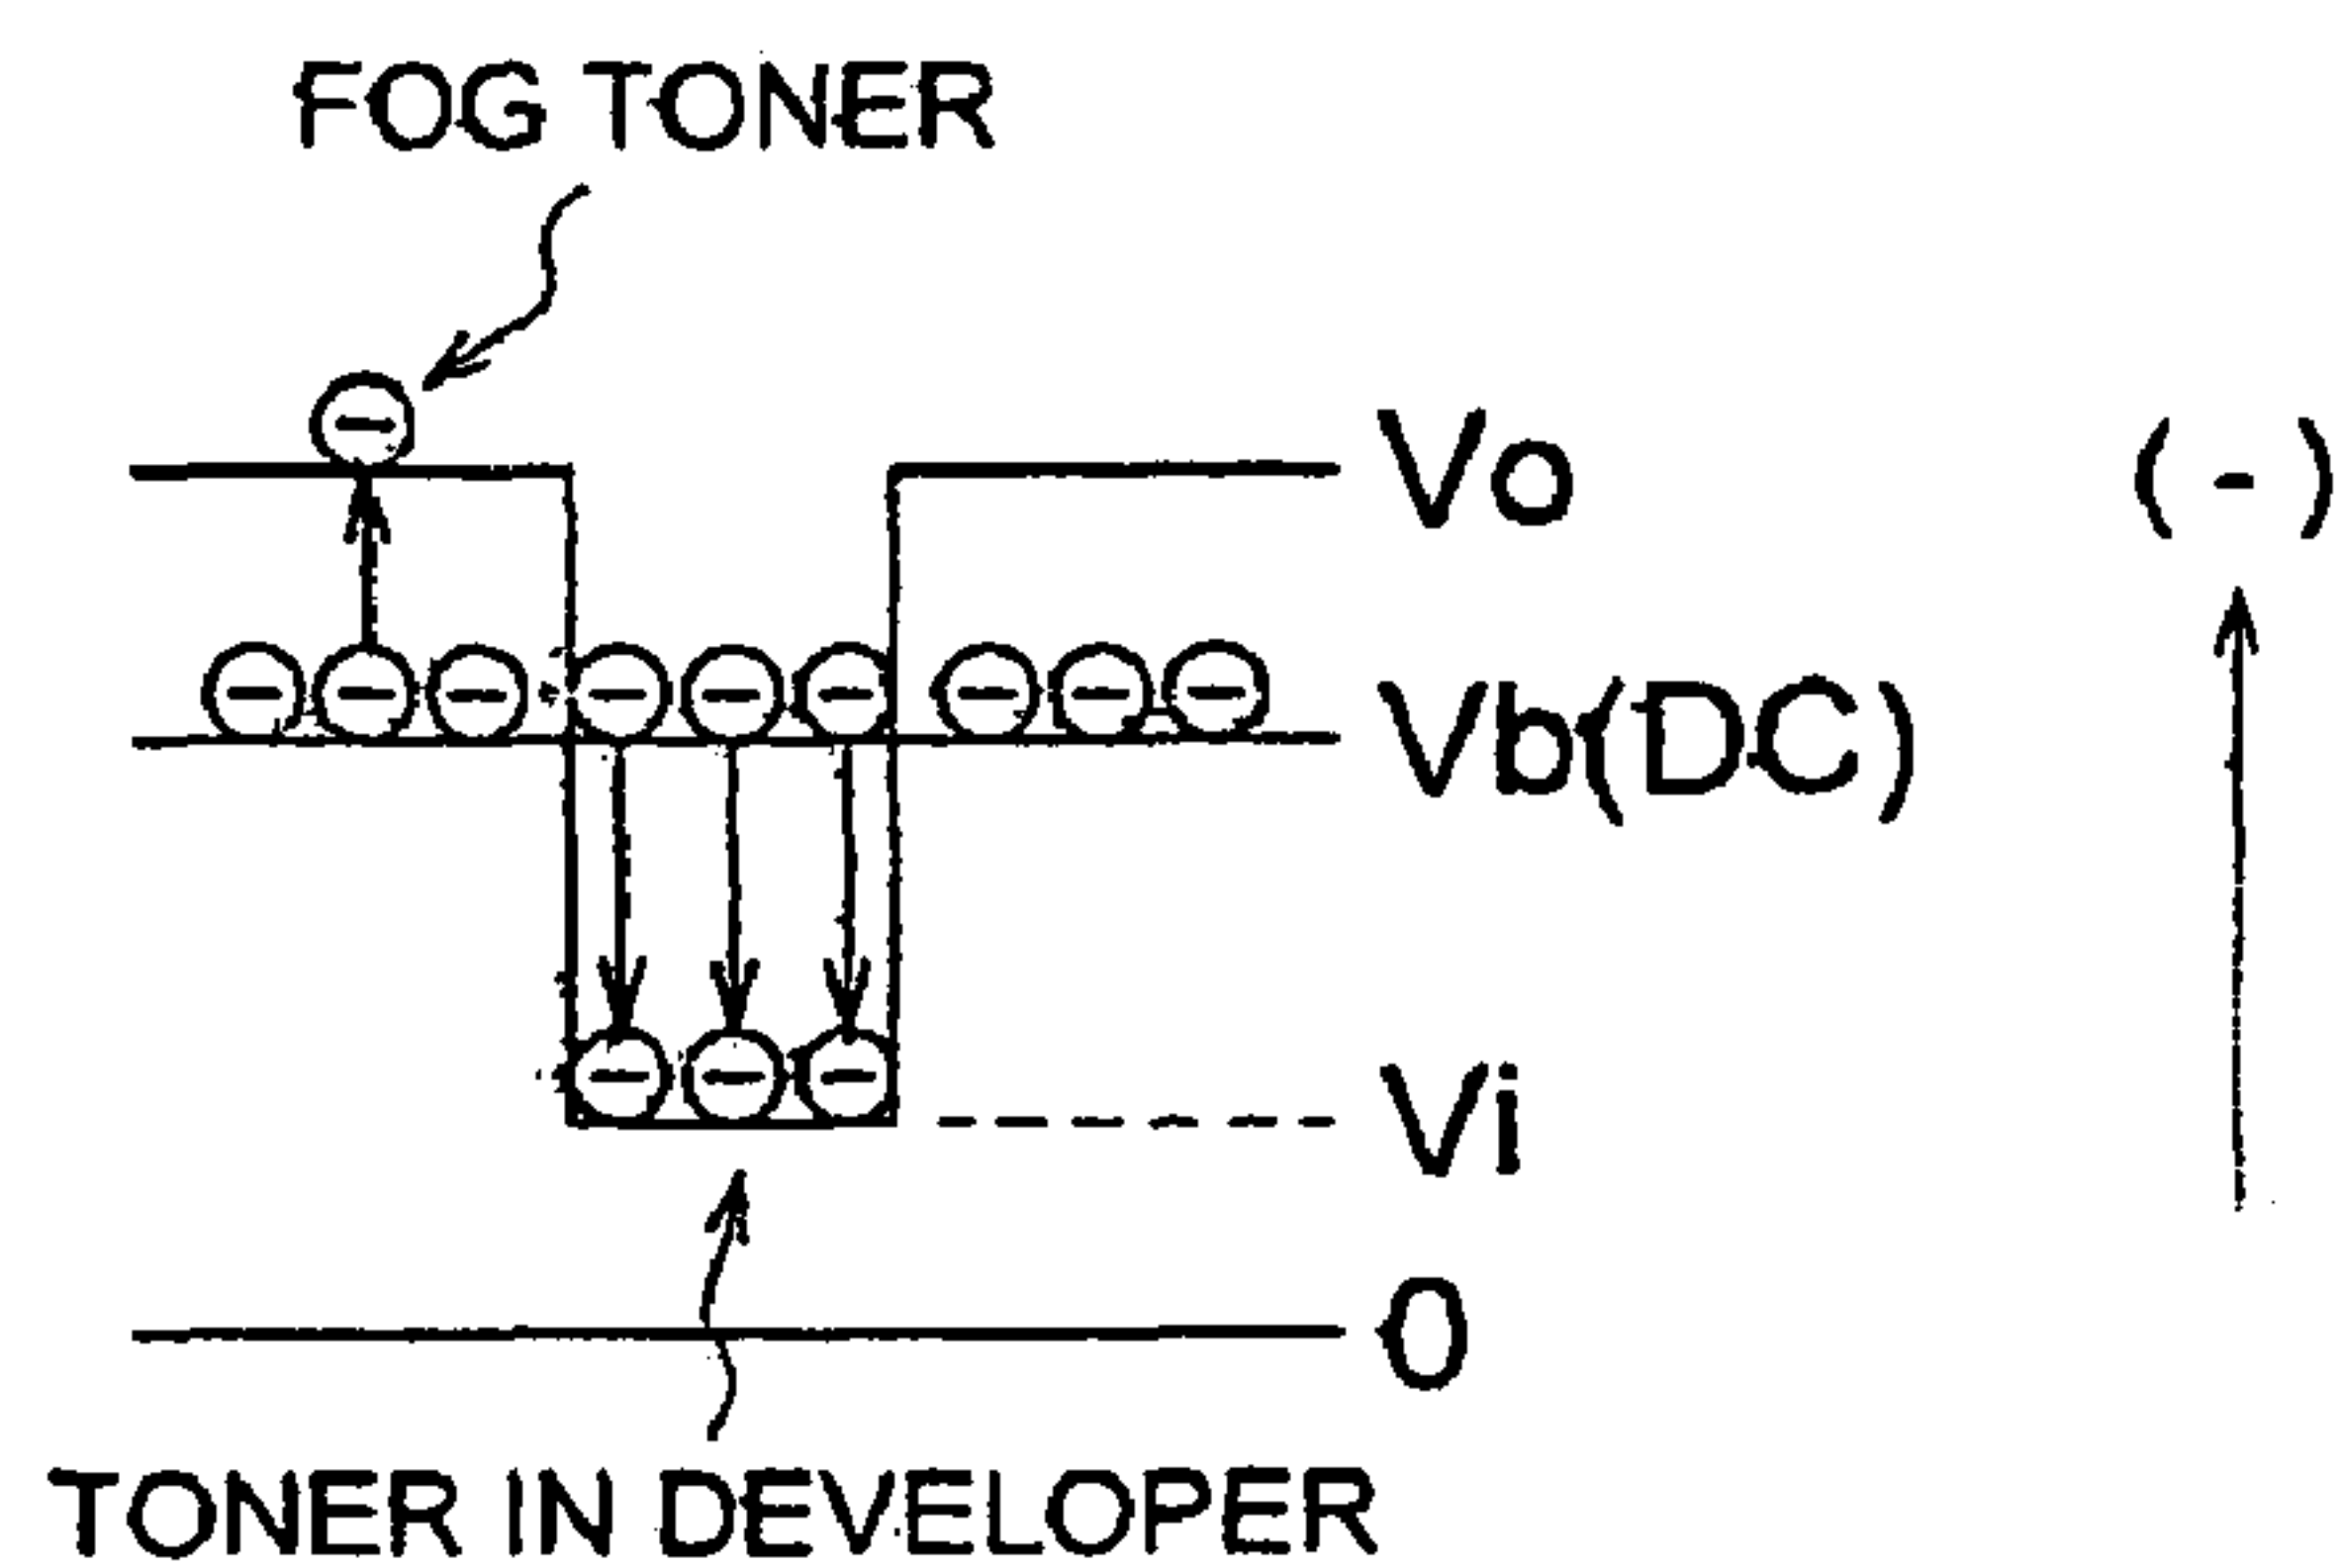 FOG TONER
Vo
(-)
Vb(DC)
Vi
0
TONER IN DEVELOPER